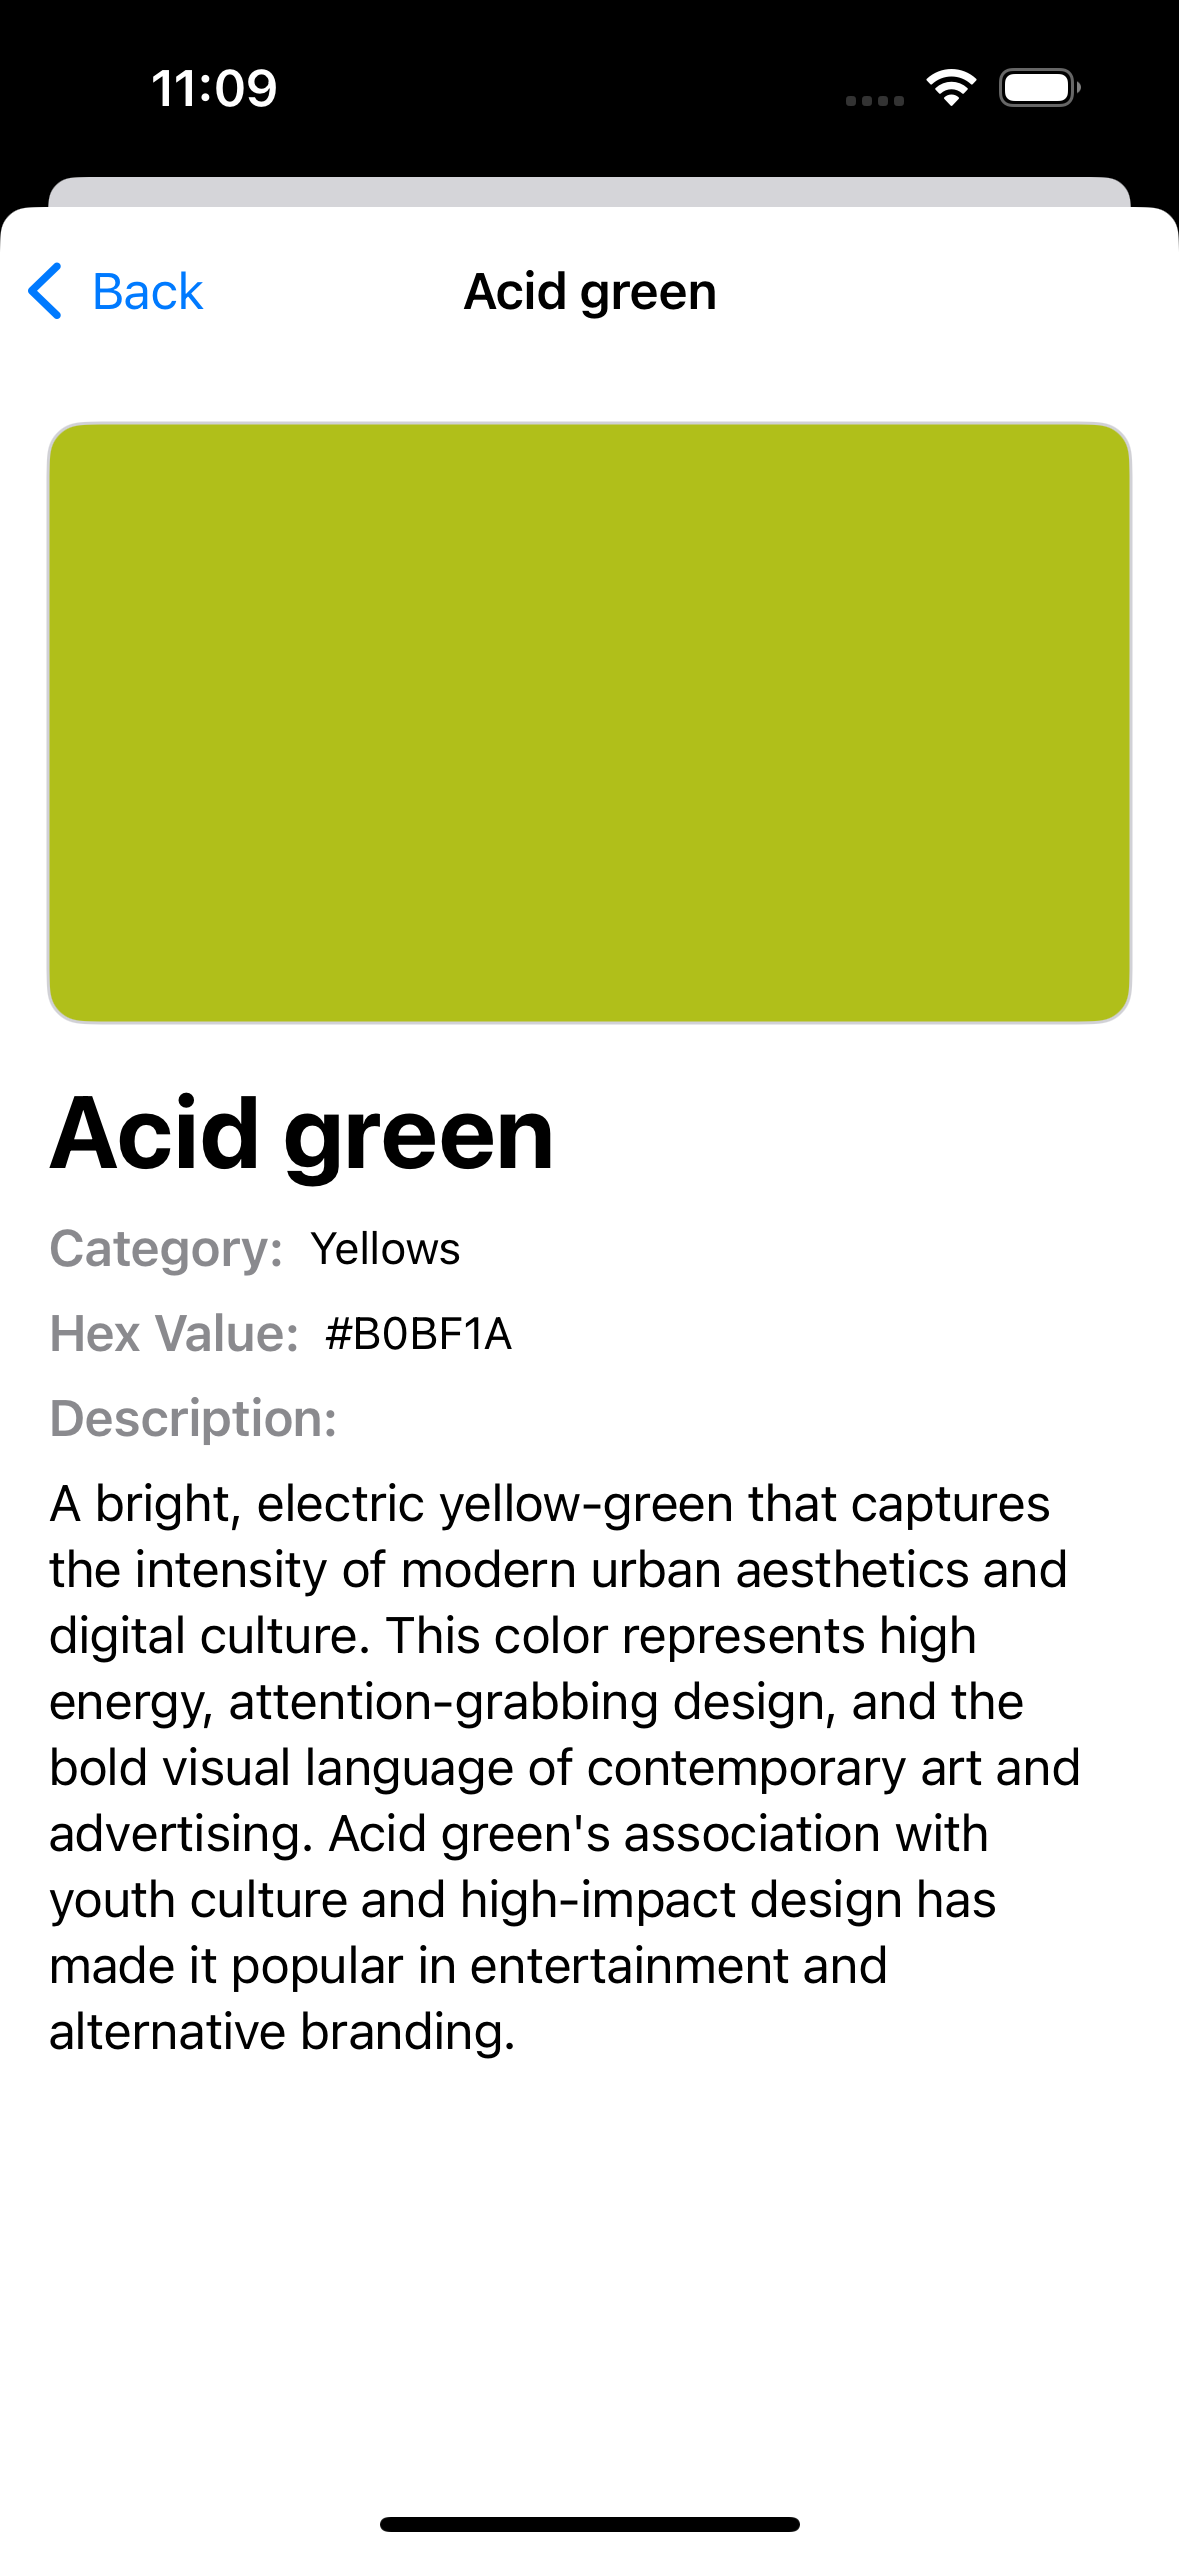 11:09
Back
Acid green
Acid green
Category: Yellows
Hex Value: #B0BF1A
Description:
A bright, electric yellow-green that captures
the intensity of modern urban aesthetics and
digital culture. This color represents high
energy, attention-grabbing design, and the
bold visual language of contemporary art and
advertising. Acid green's association with
youth culture and high-impact design has
made it popular in entertainment and
alternative branding.